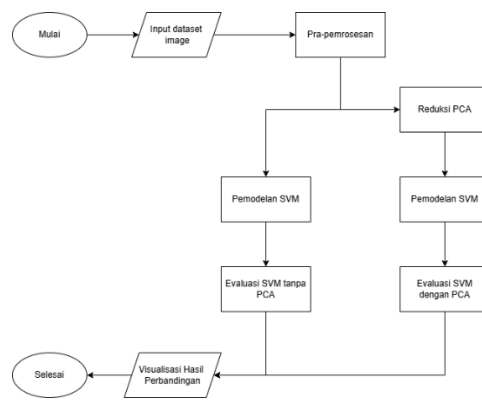 Mulai
Input dataset
image
Pra-pemrosesan
Reduksi PCA
Pemodelan SVM
Pemodelan SVM
Evaluasi SVM tanpa
PCA
Evaluasi SVM
dengan PCA
Selesai
Visualisasi Hasil
Perbandingan